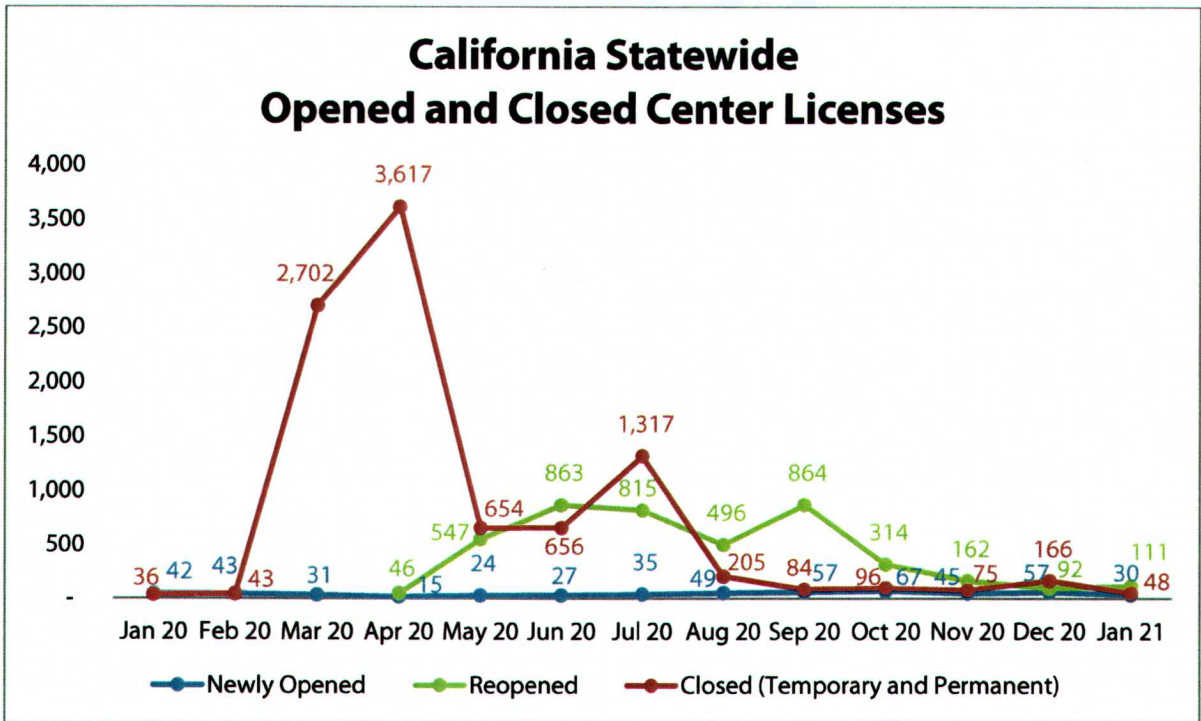 California Statewide
Opened and Closed Center Licenses
4,000
3,500
3,000
2,500
2,000
1,500
1,000
500
-
36 42 43 43 2,702 31 3,617 46 15 547 654 24 863 656 27 1,317 815 35 496 205 49 864 84 57 314 96 67 162 45 75 166 57 92 111 30 48
Jan 20 Feb 20 Mar 20 Apr 20 May 20 Jun 20 Jul 20 Aug 20 Sep 20 Oct 20 Nov 20 Dec 20 Jan 21
Newly Opened Reopened Closed (Temporary and Permanent)